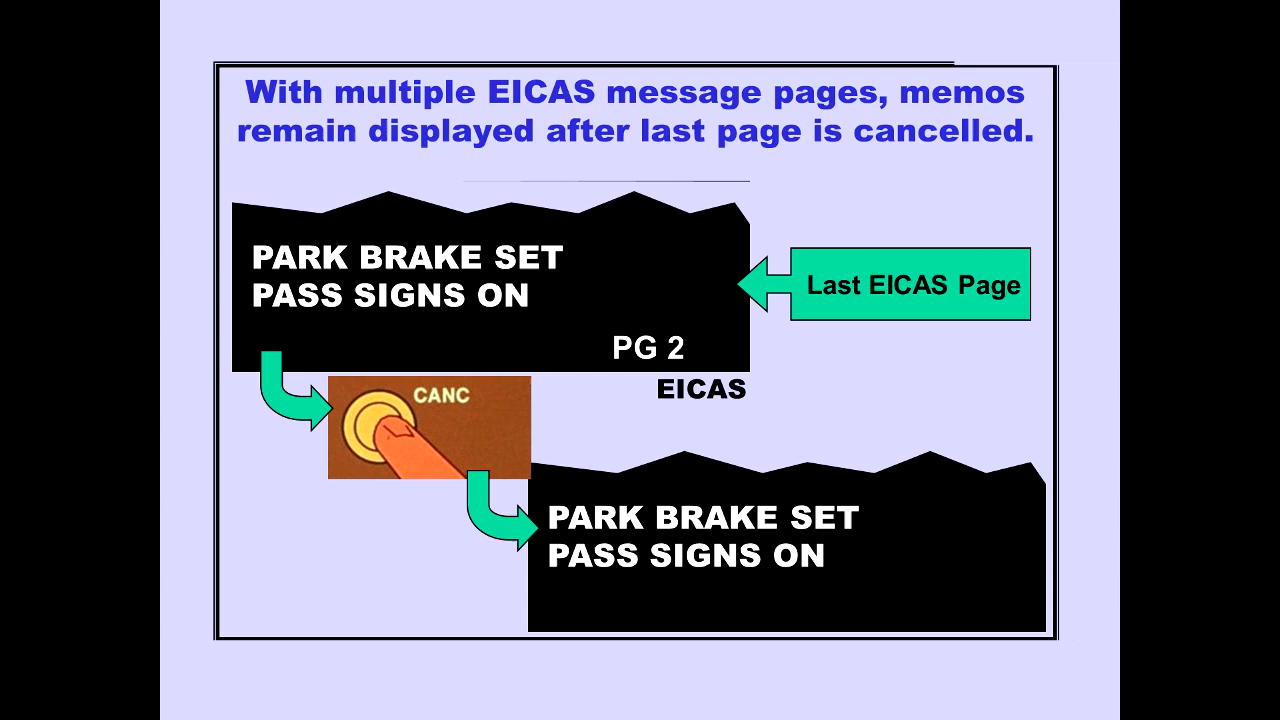 With multiple EICAS message pages, memos
remain displayed after last page is cancelled.
PARK BRAKE SET
PASS SIGNS ON
PG 2
Last EICAS Page
EICAS
CANC
PARK BRAKE SET
PASS SIGNS ON